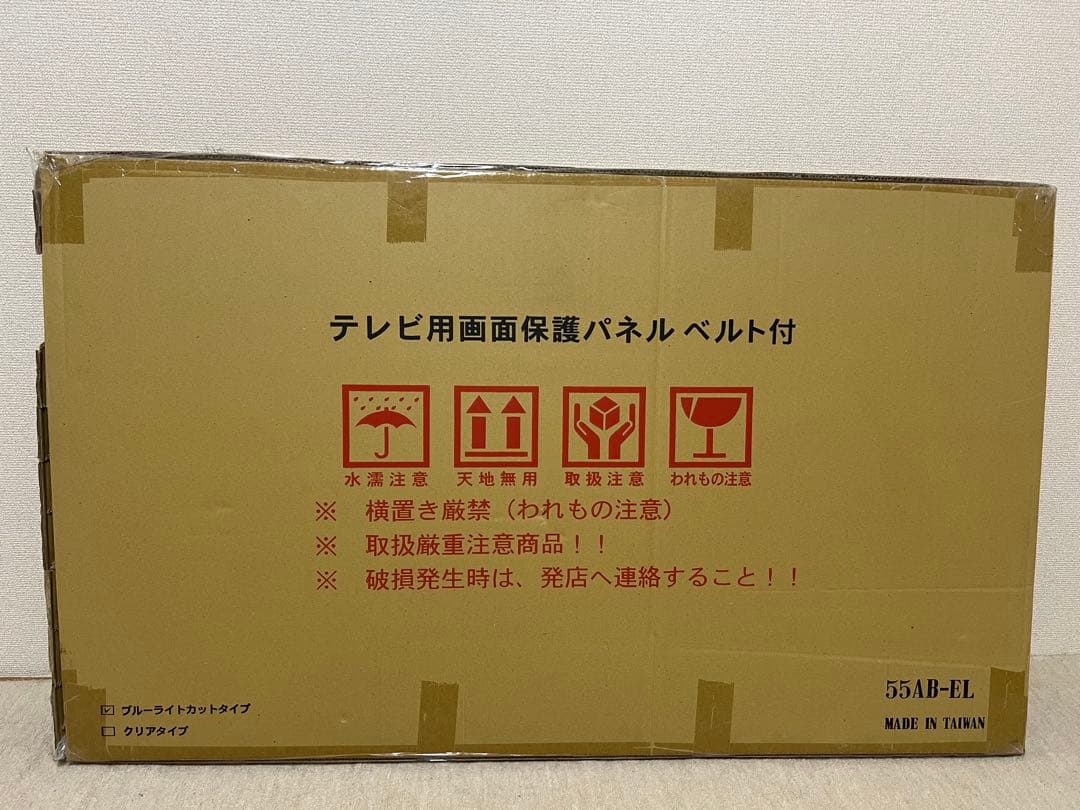 テレビ用画面保護パネル ベルト付
水濡注意 天地無用 取扱注意 われもの注意
※ 横置き厳禁（われもの注意）
※ 取扱厳重注意商品！！
※ 破損発生時は、発店へ連絡すること！！
55AB-EL
MADE IN TAIWAN
☑ ブルーライトカットタイプ
☐ クリアタイプ